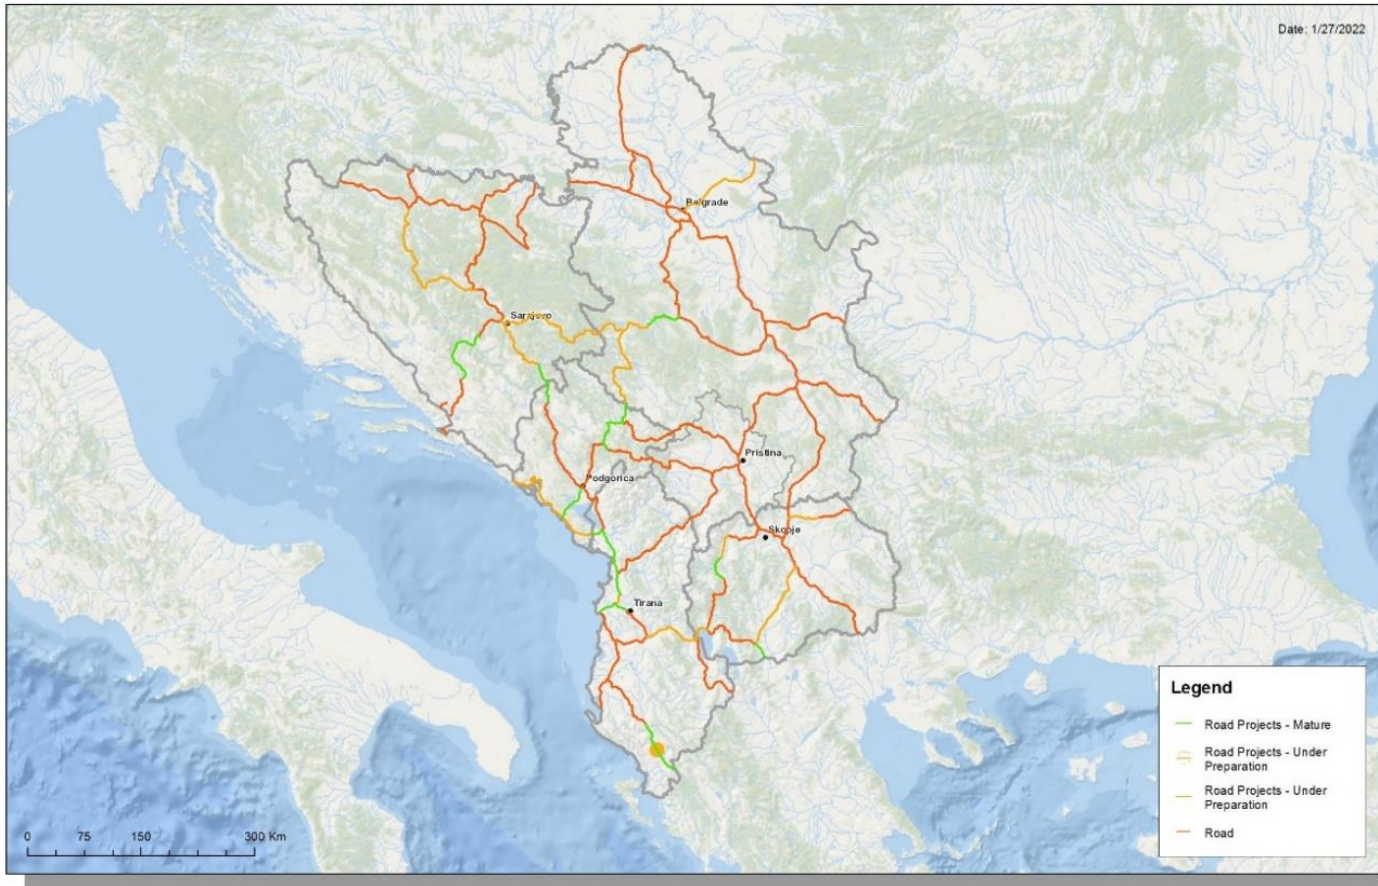 Date: 1/27/2022
Belgrade
Sarajevo
Pristina
Podgorica
Skopje
Tirana
Legend
Road Projects - Mature
Road Projects - Under
Preparation
Road Projects - Under
Preparation
Road
0 75 150 300 Km